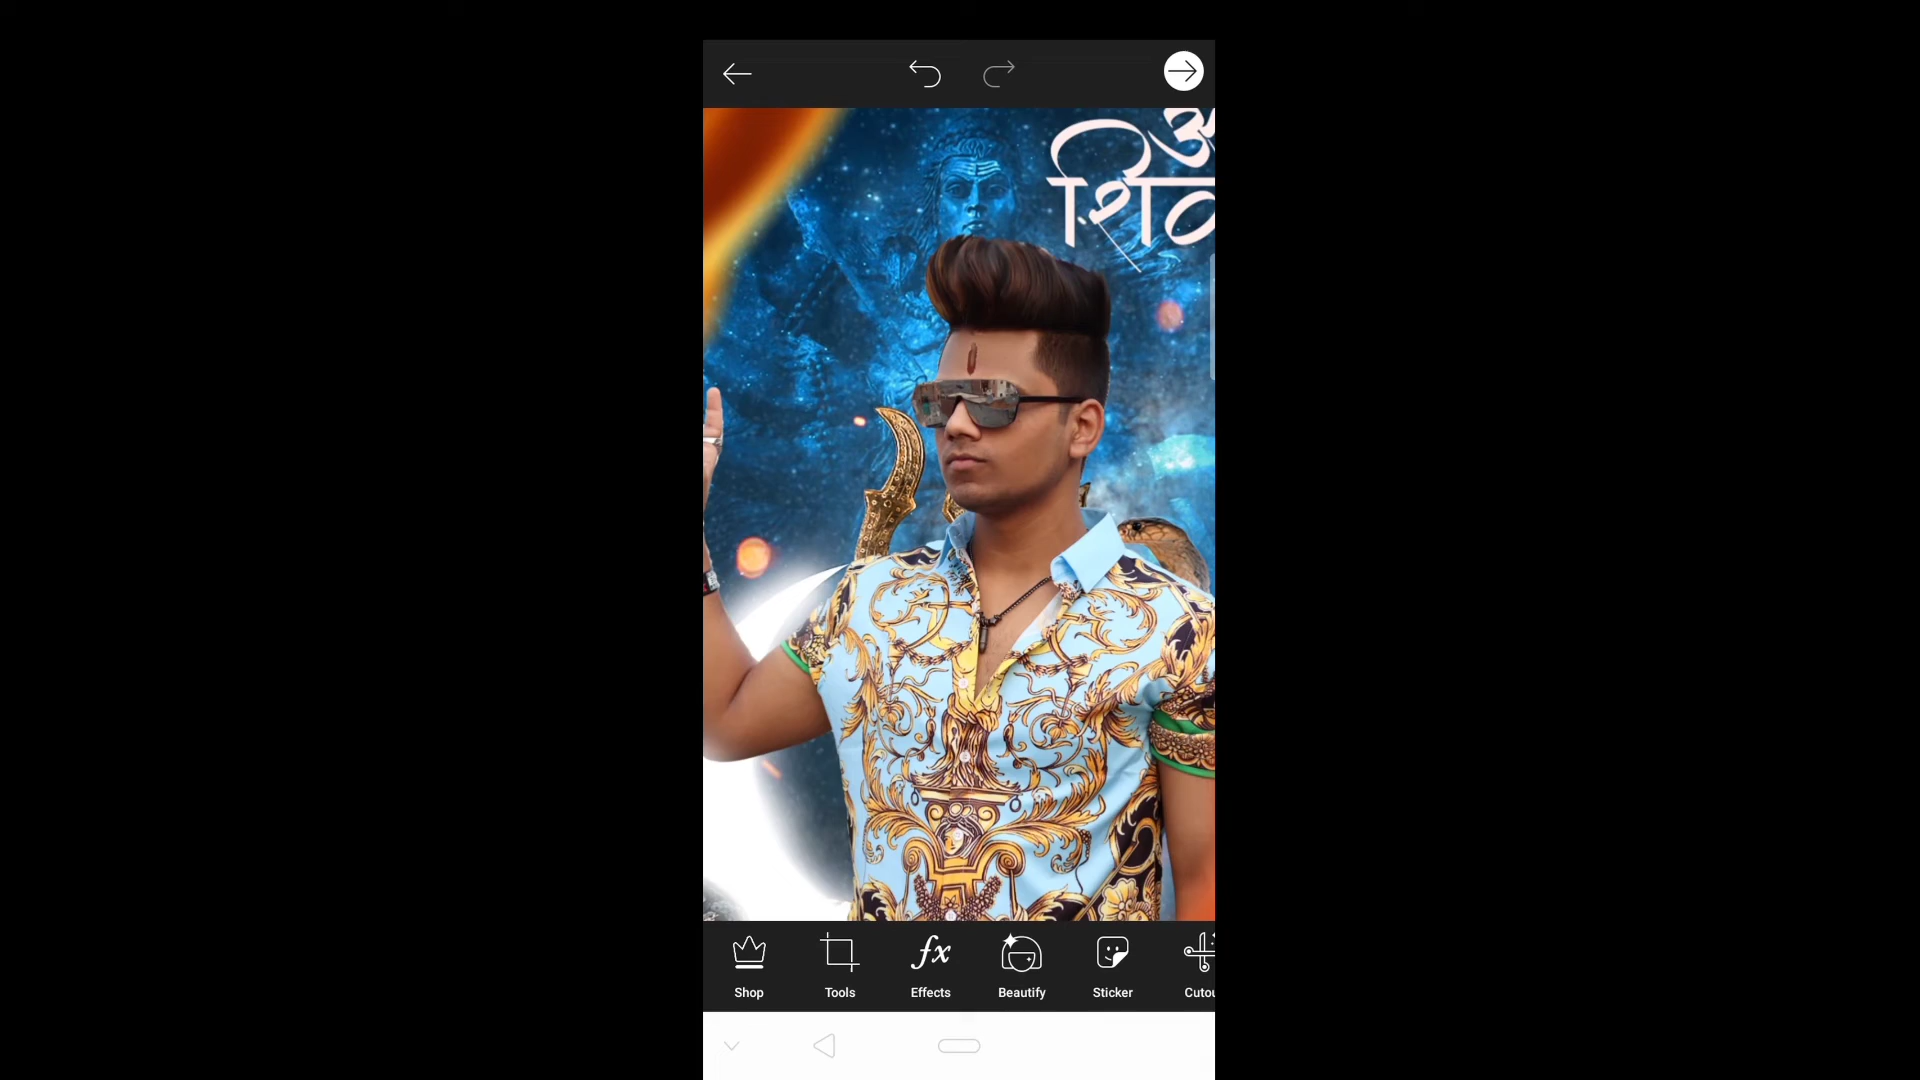 शिव
Shop
Tools
Effects
Beautify
Sticker